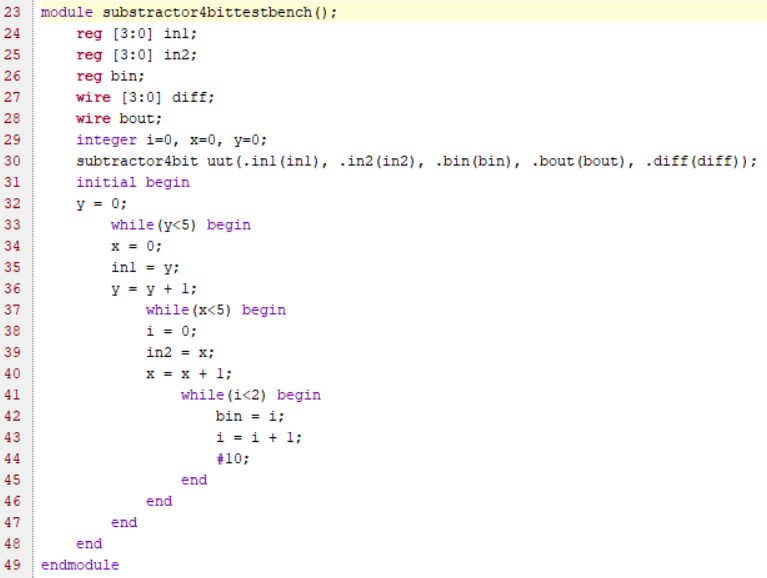 23 module substractor4bittestbench();
24 reg [3:0] in1;
25 reg [3:0] in2;
26 reg bin;
27 wire [3:0] diff;
28 wire bout;
29 integer i=0, x=0, y=0;
30 subtractor4bit uut(.in1(in1), .in2(in2), .bin(bin), .bout(bout), .diff(diff));
31 initial begin
32 y = 0;
33 while(y<5) begin
34 x = 0;
35 in1 = y;
36 y = y + 1;
37 while(x<5) begin
38 i = 0;
39 in2 = x;
40 x = x + 1;
41 while(i<2) begin
42 bin = i;
43 i = i + 1;
44 #10;
45 end
46 end
47 end
48 end
49 endmodule